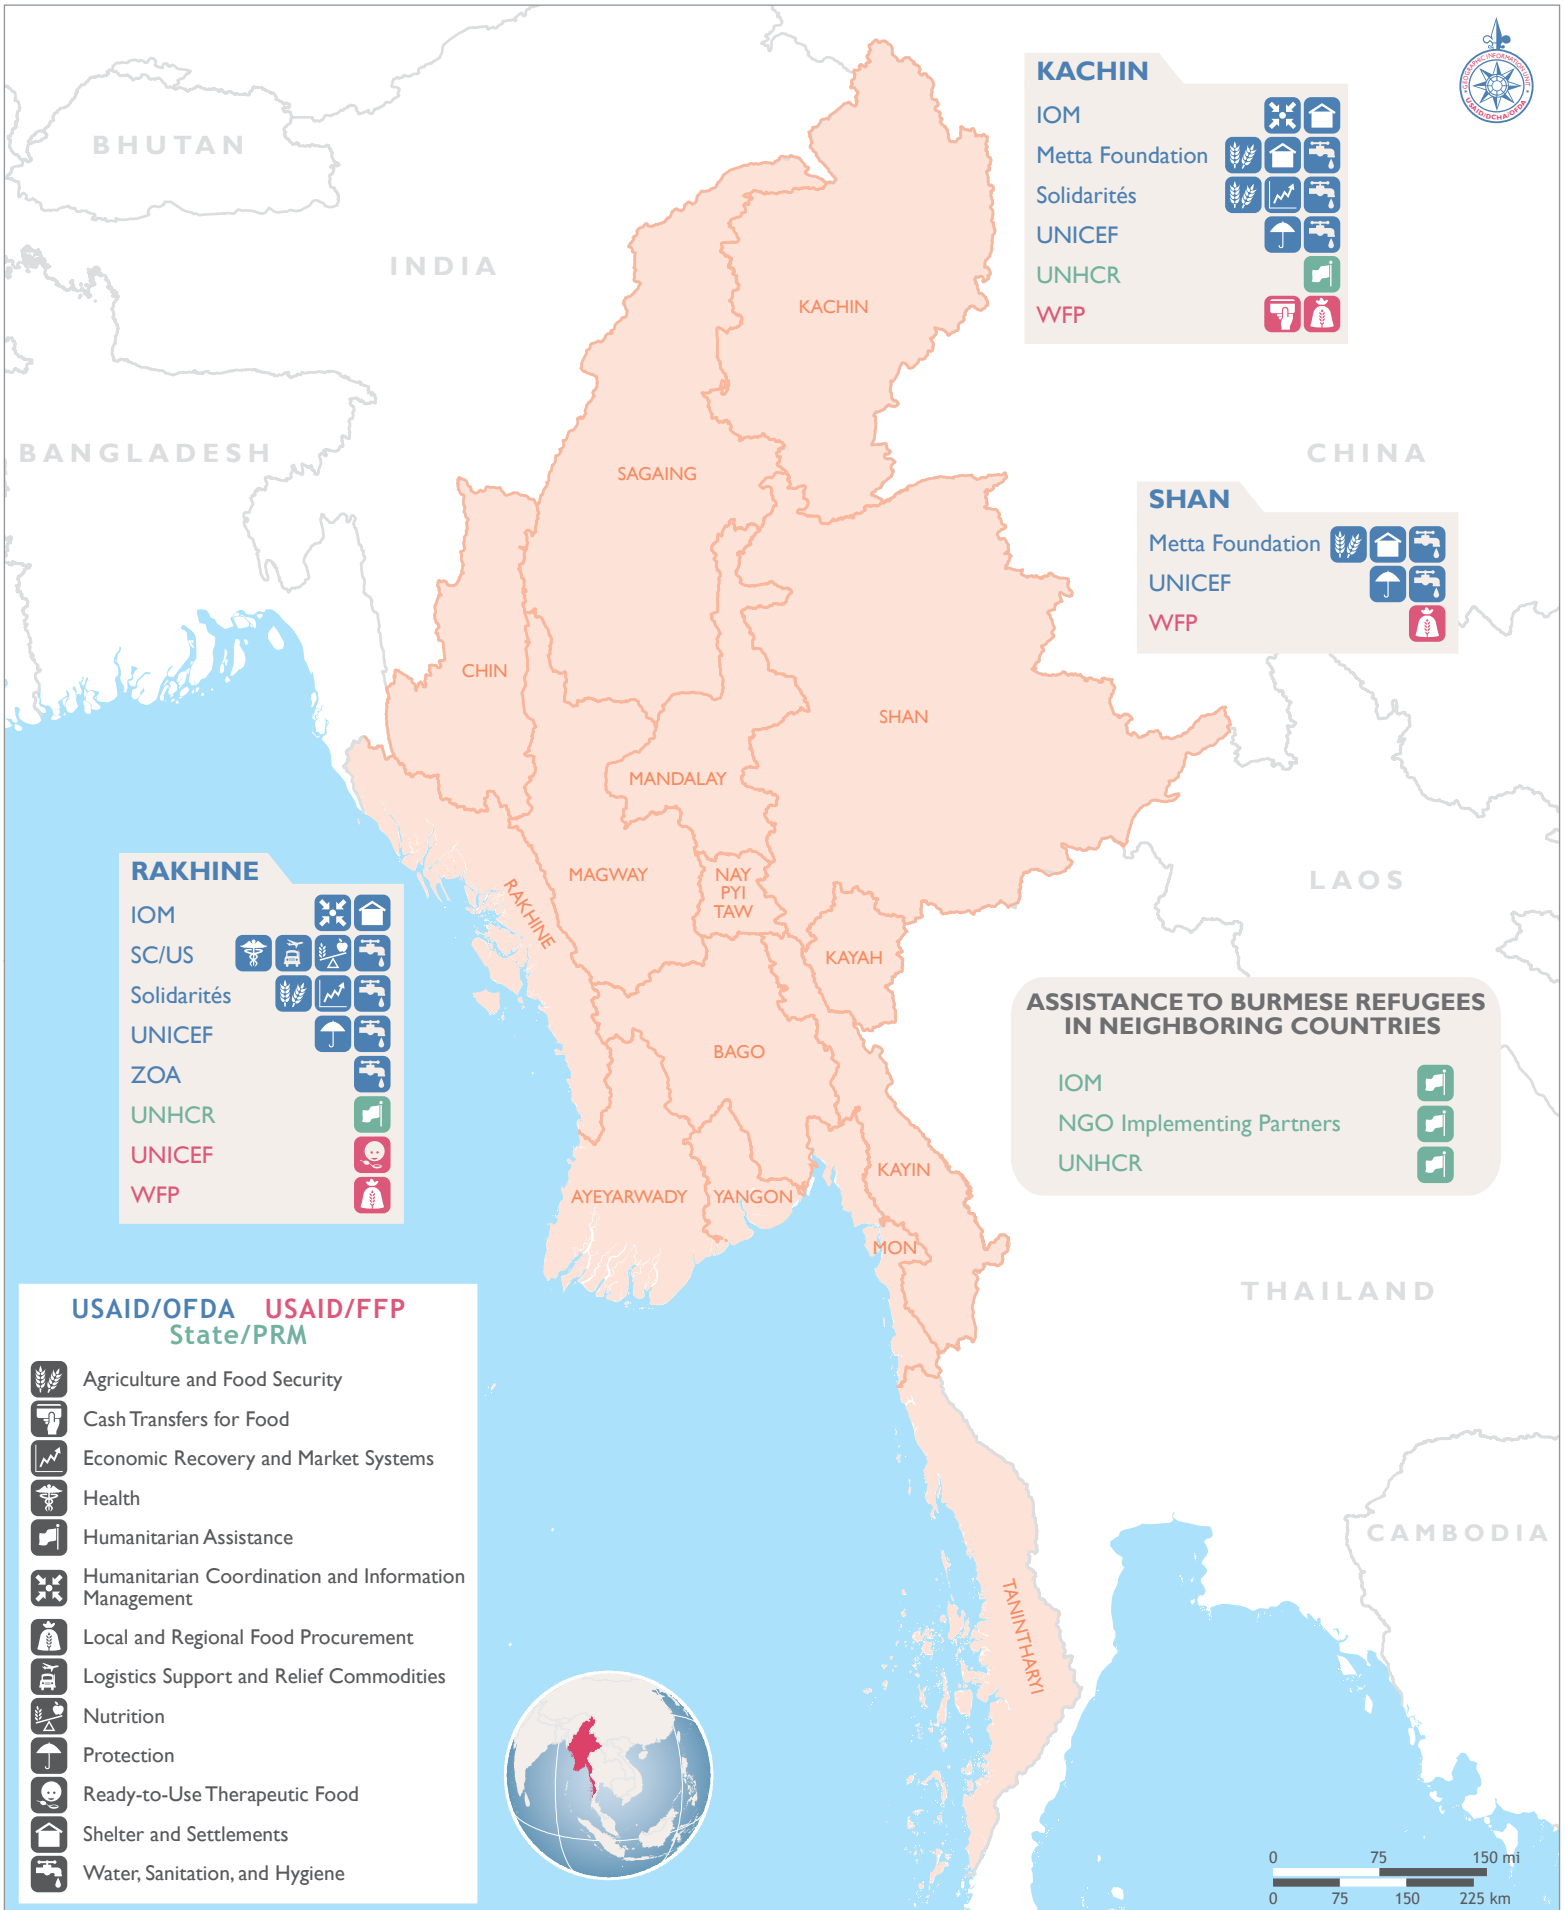 BHUTAN
INDIA
BANGLADESH
CHINA
LAOS
THAILAND
CAMBODIA
GEOGRAPHIC INFORMATION UNIT
USAID/DCHA/OFDA
KACHIN
IOM
Metta Foundation
Solidarités
UNICEF
UNHCR
WFP
SHAN
Metta Foundation
UNICEF
WFP
KACHIN
SAGAING
CHIN
SHAN
MANDALAY
MAGWAY
NAY
PYI
TAW
RAKHINE
KAYAH
BAGO
KAYIN
AYEYARWADY
YANGON
MON
TANINTHARYI
RAKHINE
IOM
SC/US
Solidarités
UNICEF
ZOA
UNHCR
UNICEF
WFP
ASSISTANCE TO BURMESE REFUGEES
IN NEIGHBORING COUNTRIES
IOM
NGO Implementing Partners
UNHCR
USAID/OFDA USAID/FFP
State/PRM
Agriculture and Food Security
Cash Transfers for Food
Economic Recovery and Market Systems
Health
Humanitarian Assistance
Humanitarian Coordination and Information
Management
Local and Regional Food Procurement
Logistics Support and Relief Commodities
Nutrition
Protection
Ready-to-Use Therapeutic Food
Shelter and Settlements
Water, Sanitation, and Hygiene
0 75 150 mi
0 75 150 225 km